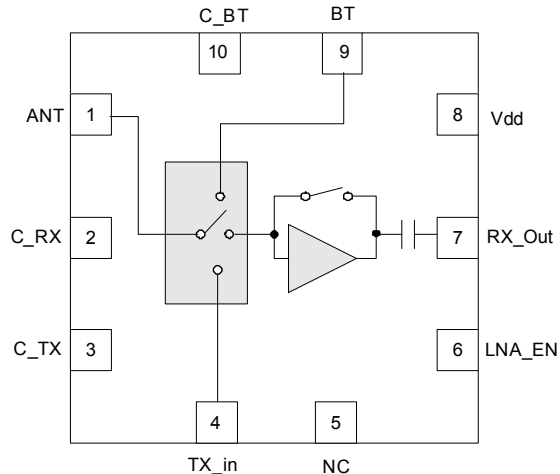 C_BT
BT
10
9
ANT
1
8
Vdd
C_RX
2
7
RX_Out
C_TX
3
6
LNA_EN
4
5
TX_in
NC